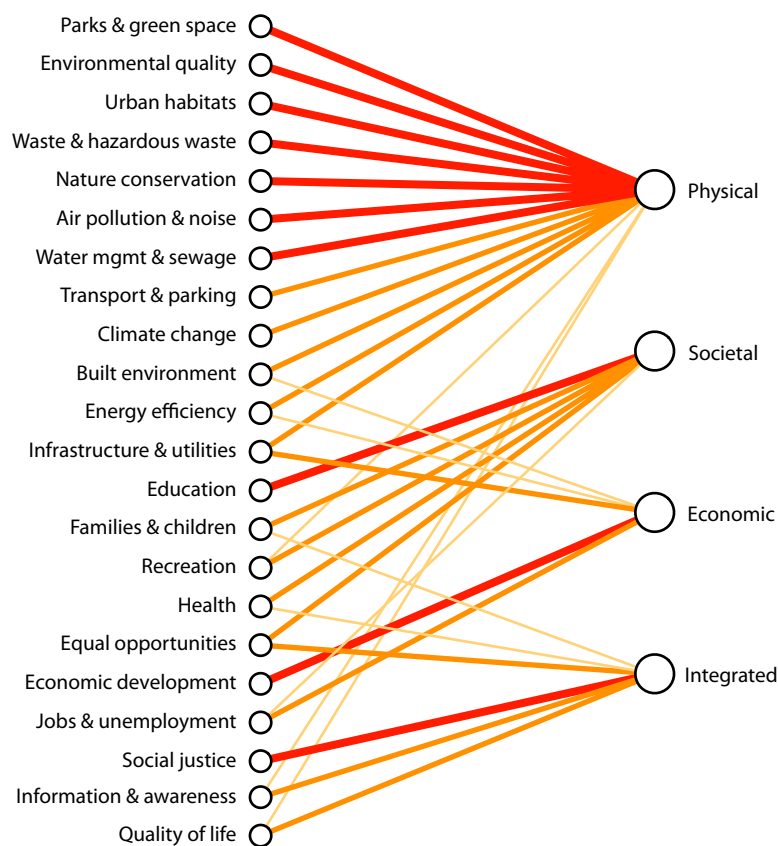 Parks & green space
Environmental quality
Urban habitats
Waste & hazardous waste
Nature conservation
Air pollution & noise
Water mgmt & sewage
Transport & parking
Climate change
Built environment
Energy efficiency
Infrastructure & utilities
Education
Families & children
Recreation
Health
Equal opportunities
Economic development
Jobs & unemployment
Social justice
Information & awareness
Quality of life
Physical
Societal
Economic
Integrated